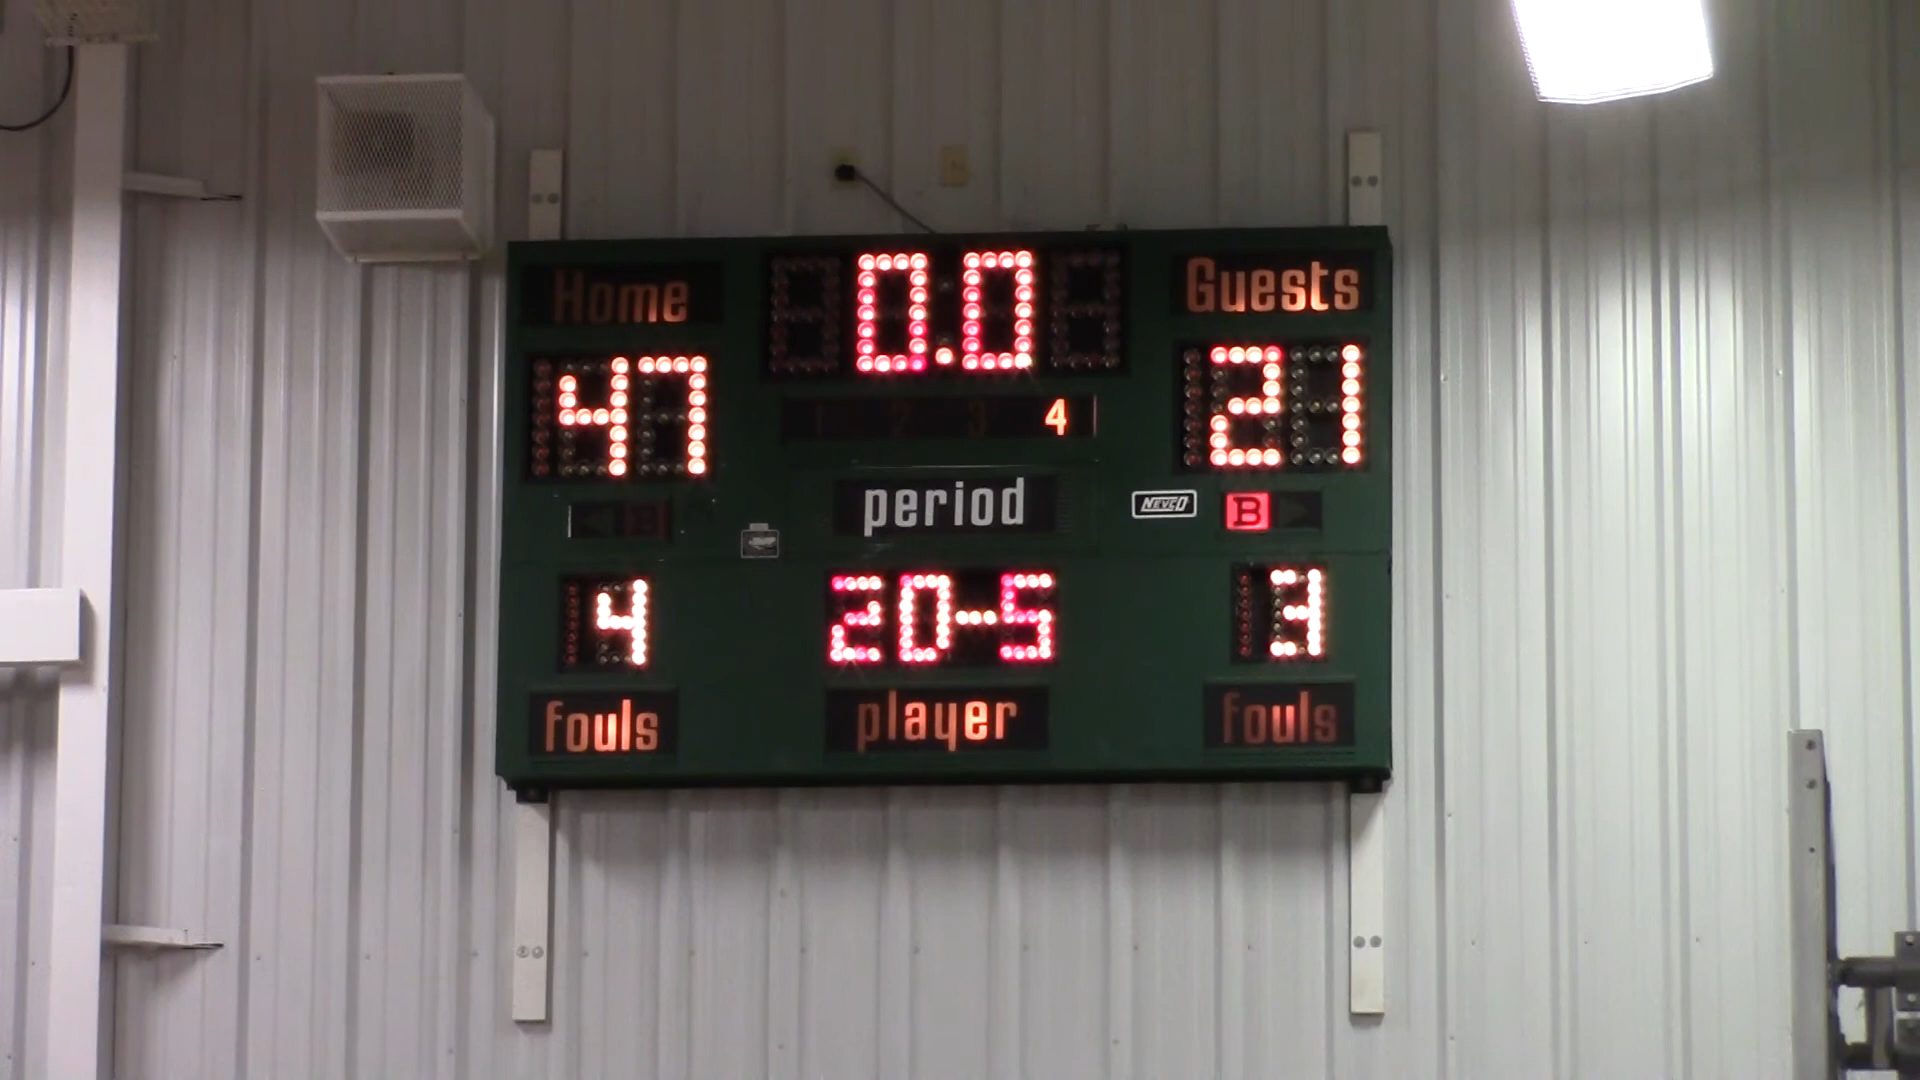 Home 0.0 Guests
47 21
1 2 3 4
period
NEVCO
B B
4 20-5 3
fouls player fouls